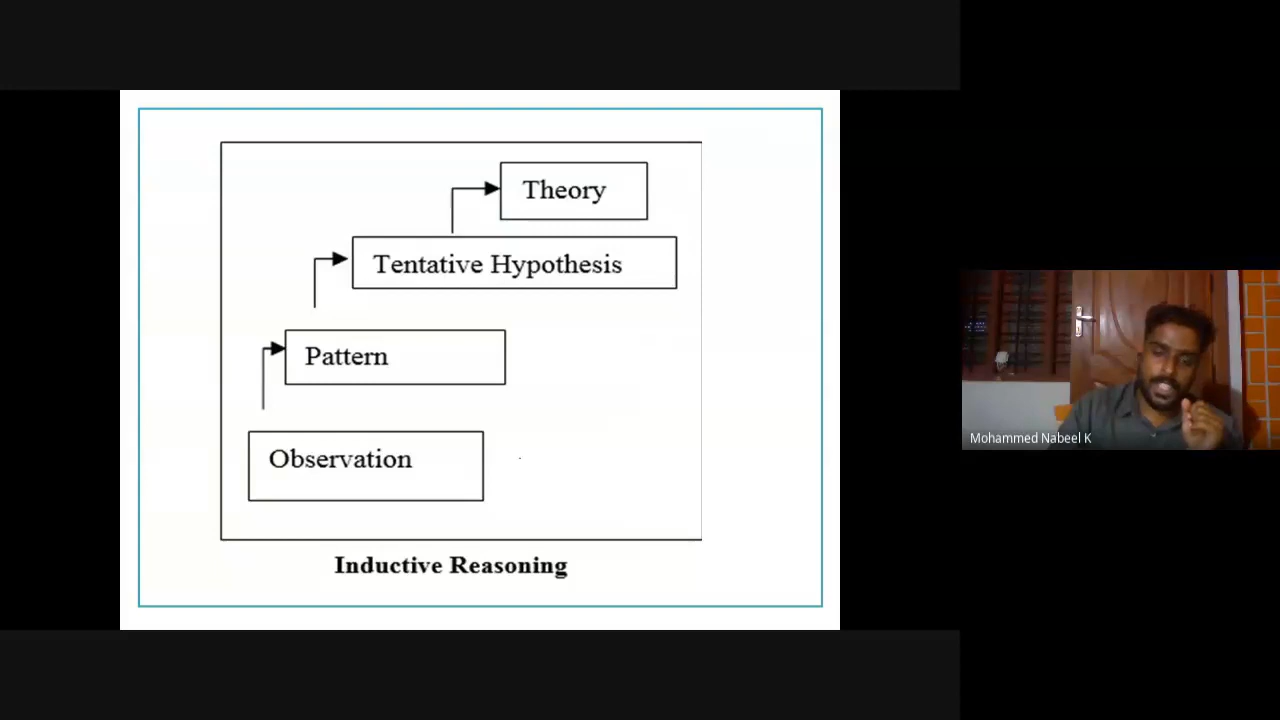 Theory
Tentative Hypothesis
Pattern
Observation
Inductive Reasoning
Mohammed Nabeel K